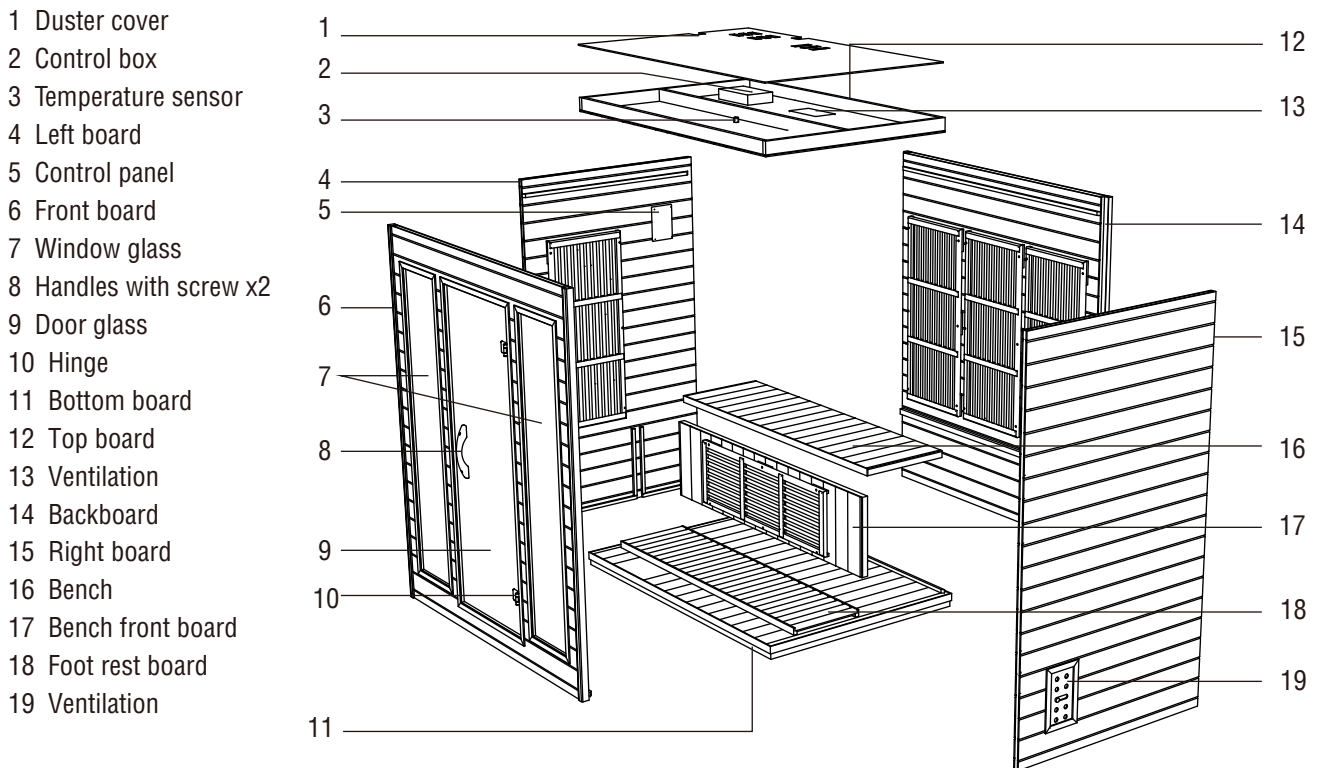 1 Duster cover
2 Control box
3 Temperature sensor
4 Left board
5 Control panel
6 Front board
7 Window glass
8 Handles with screw x2
9 Door glass
10 Hinge
11 Bottom board
12 Top board
13 Ventilation
14 Backboard
15 Right board
16 Bench
17 Bench front board
18 Foot rest board
19 Ventilation
1
2
3
4
5
6
7
8
9
10
11
12
13
14
15
16
17
18
19